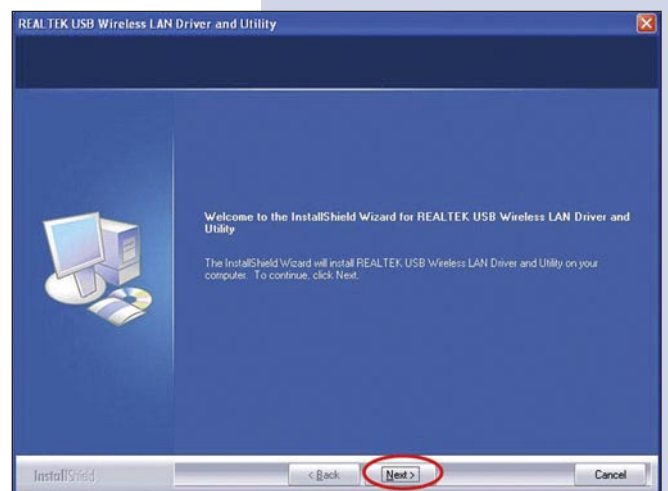 REALTEK USB Wireless LAN Driver and Utility
Welcome to the InstallShield Wizard for REALTEK USB Wireless LAN Driver and
Utility
The InstallShield Wizard will install REALTEK USB Wireless LAN Driver and Utility on your
computer. To continue, click Next.
InstallShield
< Back
Next >
Cancel